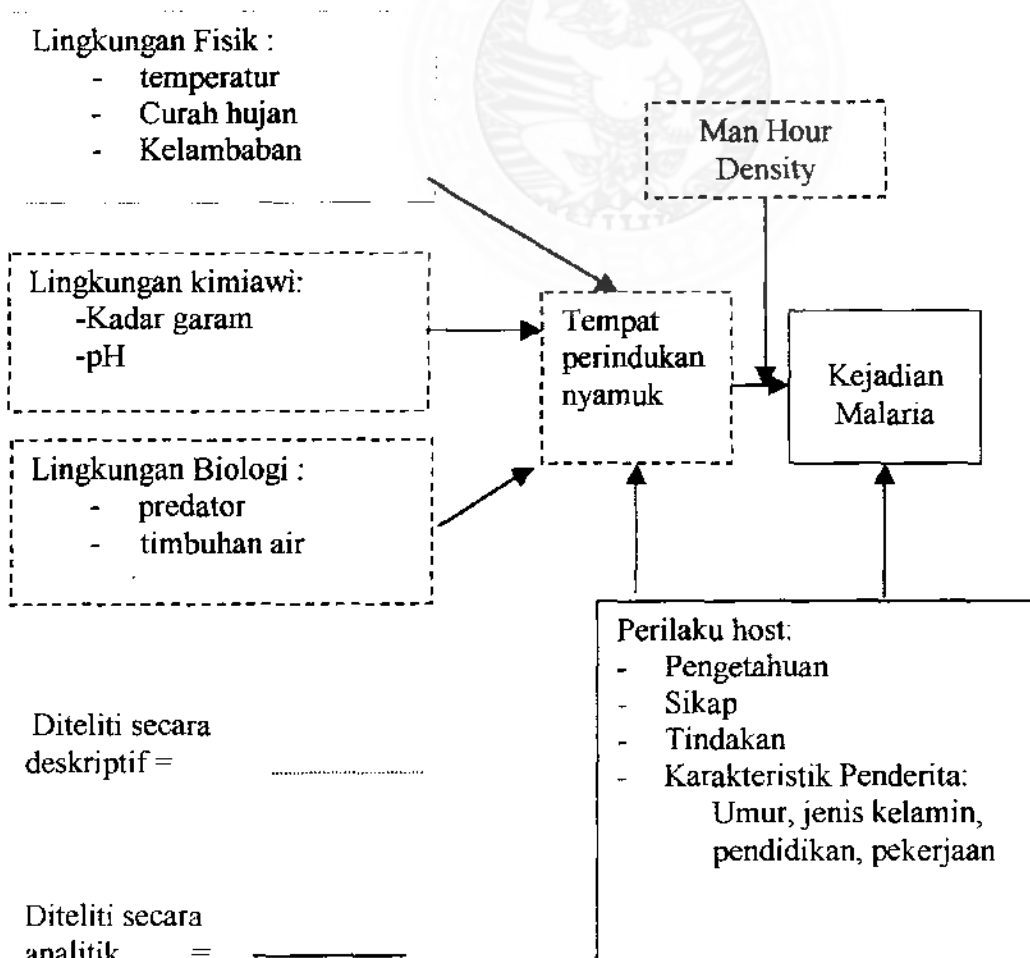 Lingkungan Fisik :
- temperatur
- Curah hujan
- Kelambaban
Man Hour
Density
Lingkungan kimiawi:
-Kadar garam
-pH
Tempat
perindukan
nyamuk
Kejadian
Malaria
Lingkungan Biologi :
- predator
- timbuhan air
Perilaku host:
- Pengetahuan
- Sikap
- Tindakan
- Karakteristik Penderita:
Umur, jenis kelamin,
pendidikan, pekerjaan
Diteliti secara
deskriptif =
Diteliti secara
analitik =